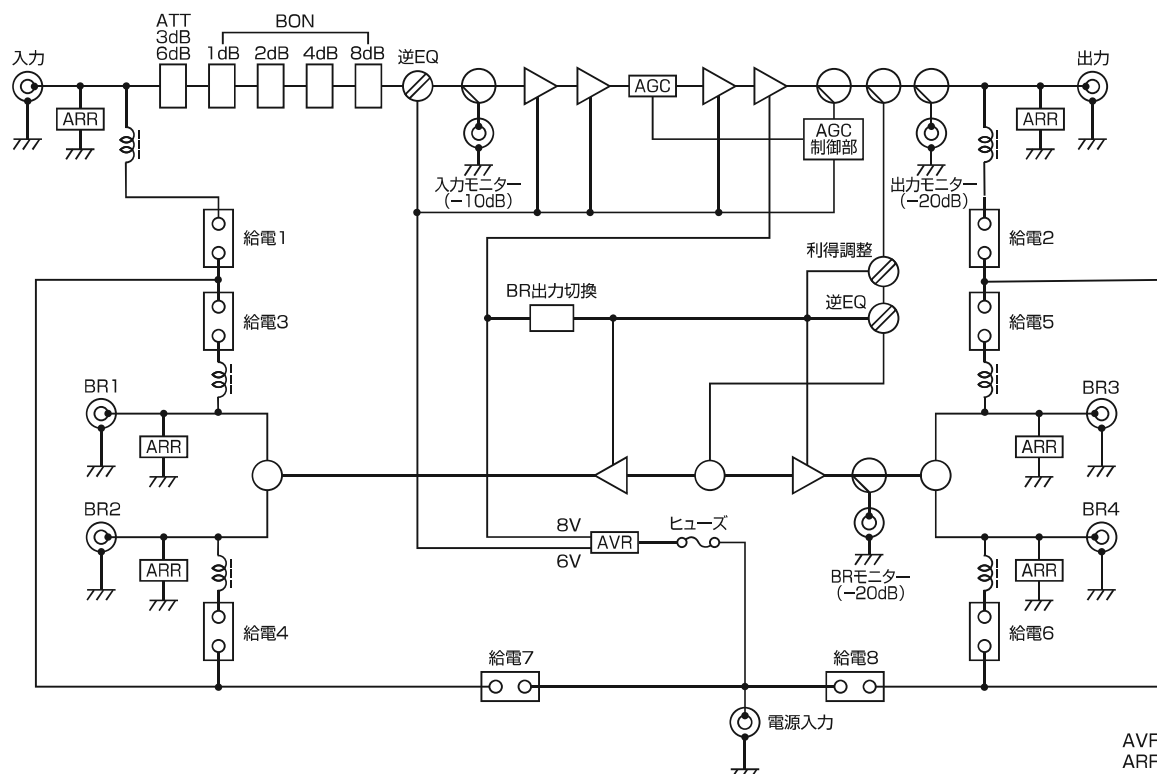 ATT
3dB
6dB
BON
1dB
2dB
4dB
8dB
逆EQ
入力
出力
ARR
AGC
ARR
AGC
制御部
入力モニター
(−10dB)
出力モニター
(−20dB)
給電1
給電2
利得調整
BR出力切換
逆EQ
給電3
給電5
BR1
BR3
ARR
ARR
BR2
BR4
8V
6V
AVR
ヒューズ
ARR
ARR
BRモニター
(−20dB)
給電4
給電6
給電7
給電8
電源入力
AVR
ARR